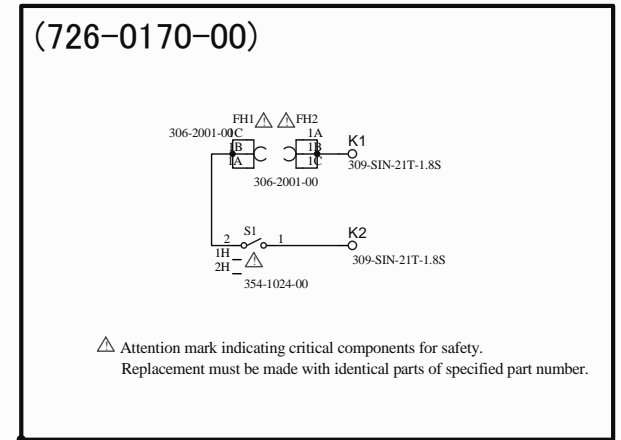 (726-0170-00)
FH1 ⚠ ⚠ FH2
306-2001-00 1C 1A
1B 1B
1A 1C
K1
309-SIN-21T-1.8S
306-2001-00
S1
K2
2 1
1H
2H ⚠
309-SIN-21T-1.8S
354-1024-00
⚠ Attention mark indicating critical components for safety.
Replacement must be made with identical parts of specified part number.